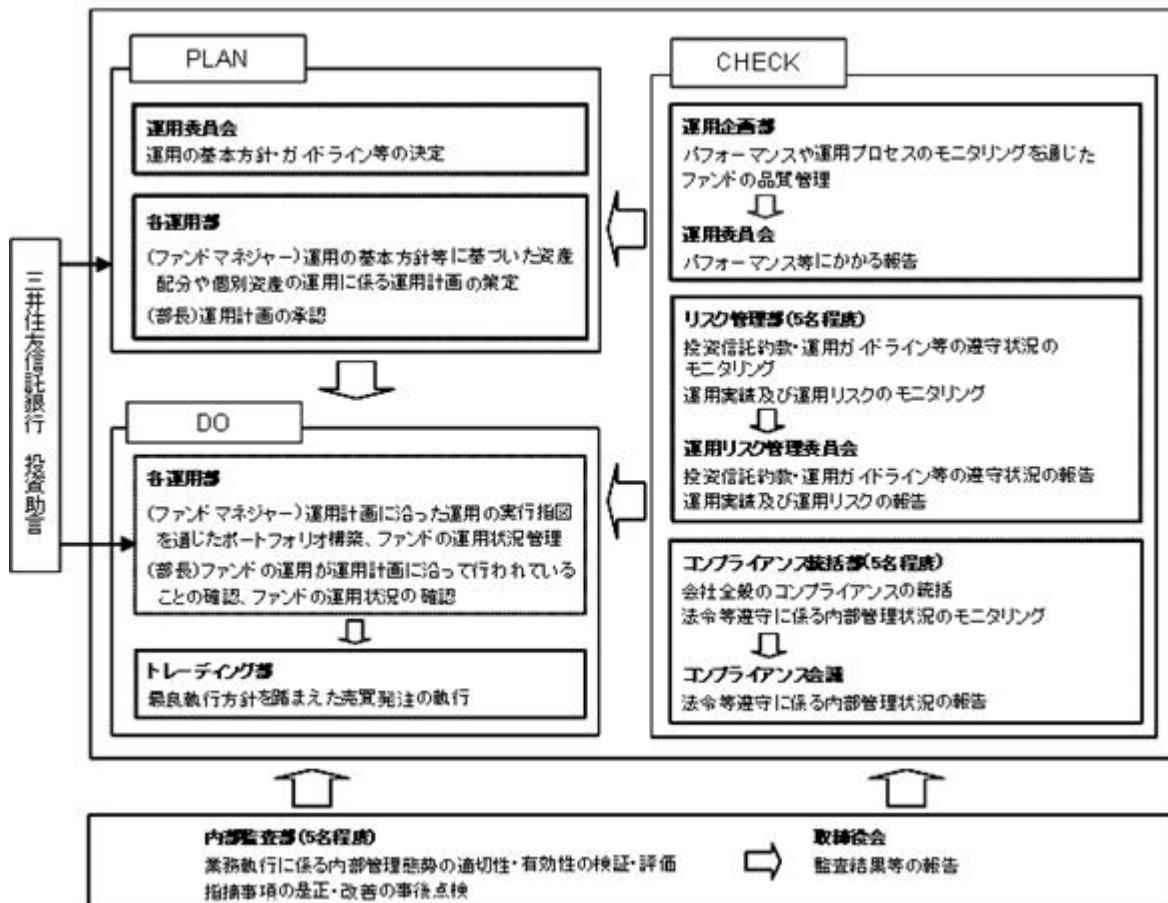 三井住友信託銀行 投資助言
PLAN
運用委員会
運用の基本方針・ガイドライン等の決定
各運用部
(ファンドマネジャー)運用の基本方針等に基づいた資産
配分や個別資産の運用に係る運用計画の策定
(部長)運用計画の承認
DO
各運用部
(ファンドマネジャー)運用計画に沿った運用の実行指図
を通じたポートフォリオ構築、ファンドの運用状況管理
(部長)ファンドの運用が運用計画に沿って行われている
ことの確認、ファンドの運用状況の確認
トレーディング部
最良執行方針を踏まえた売買発注の執行
CHECK
運用企画部
パフォーマンスや運用プロセスのモニタリングを通じた
ファンドの品質管理
運用委員会
パフォーマンス等にかかる報告
リスク管理部(5名程度)
投資信託約款・運用ガイドライン等の遵守状況の
モニタリング
運用実績及び運用リスクのモニタリング
運用リスク管理委員会
投資信託約款・運用ガイドライン等の遵守状況の報告
運用実績及び運用リスクの報告
コンプライアンス統括部(5名程度)
会社全般のコンプライアンスの統括
法令等遵守に係る内部管理状況のモニタリング
コンプライアンス会議
法令等遵守に係る内部管理状況の報告
内部監査部(5名程度)
業務執行に係る内部管理態勢の適切性・有効性の検証・評価
指摘事項の是正・改善の事後点検
取締役会
監査結果等の報告